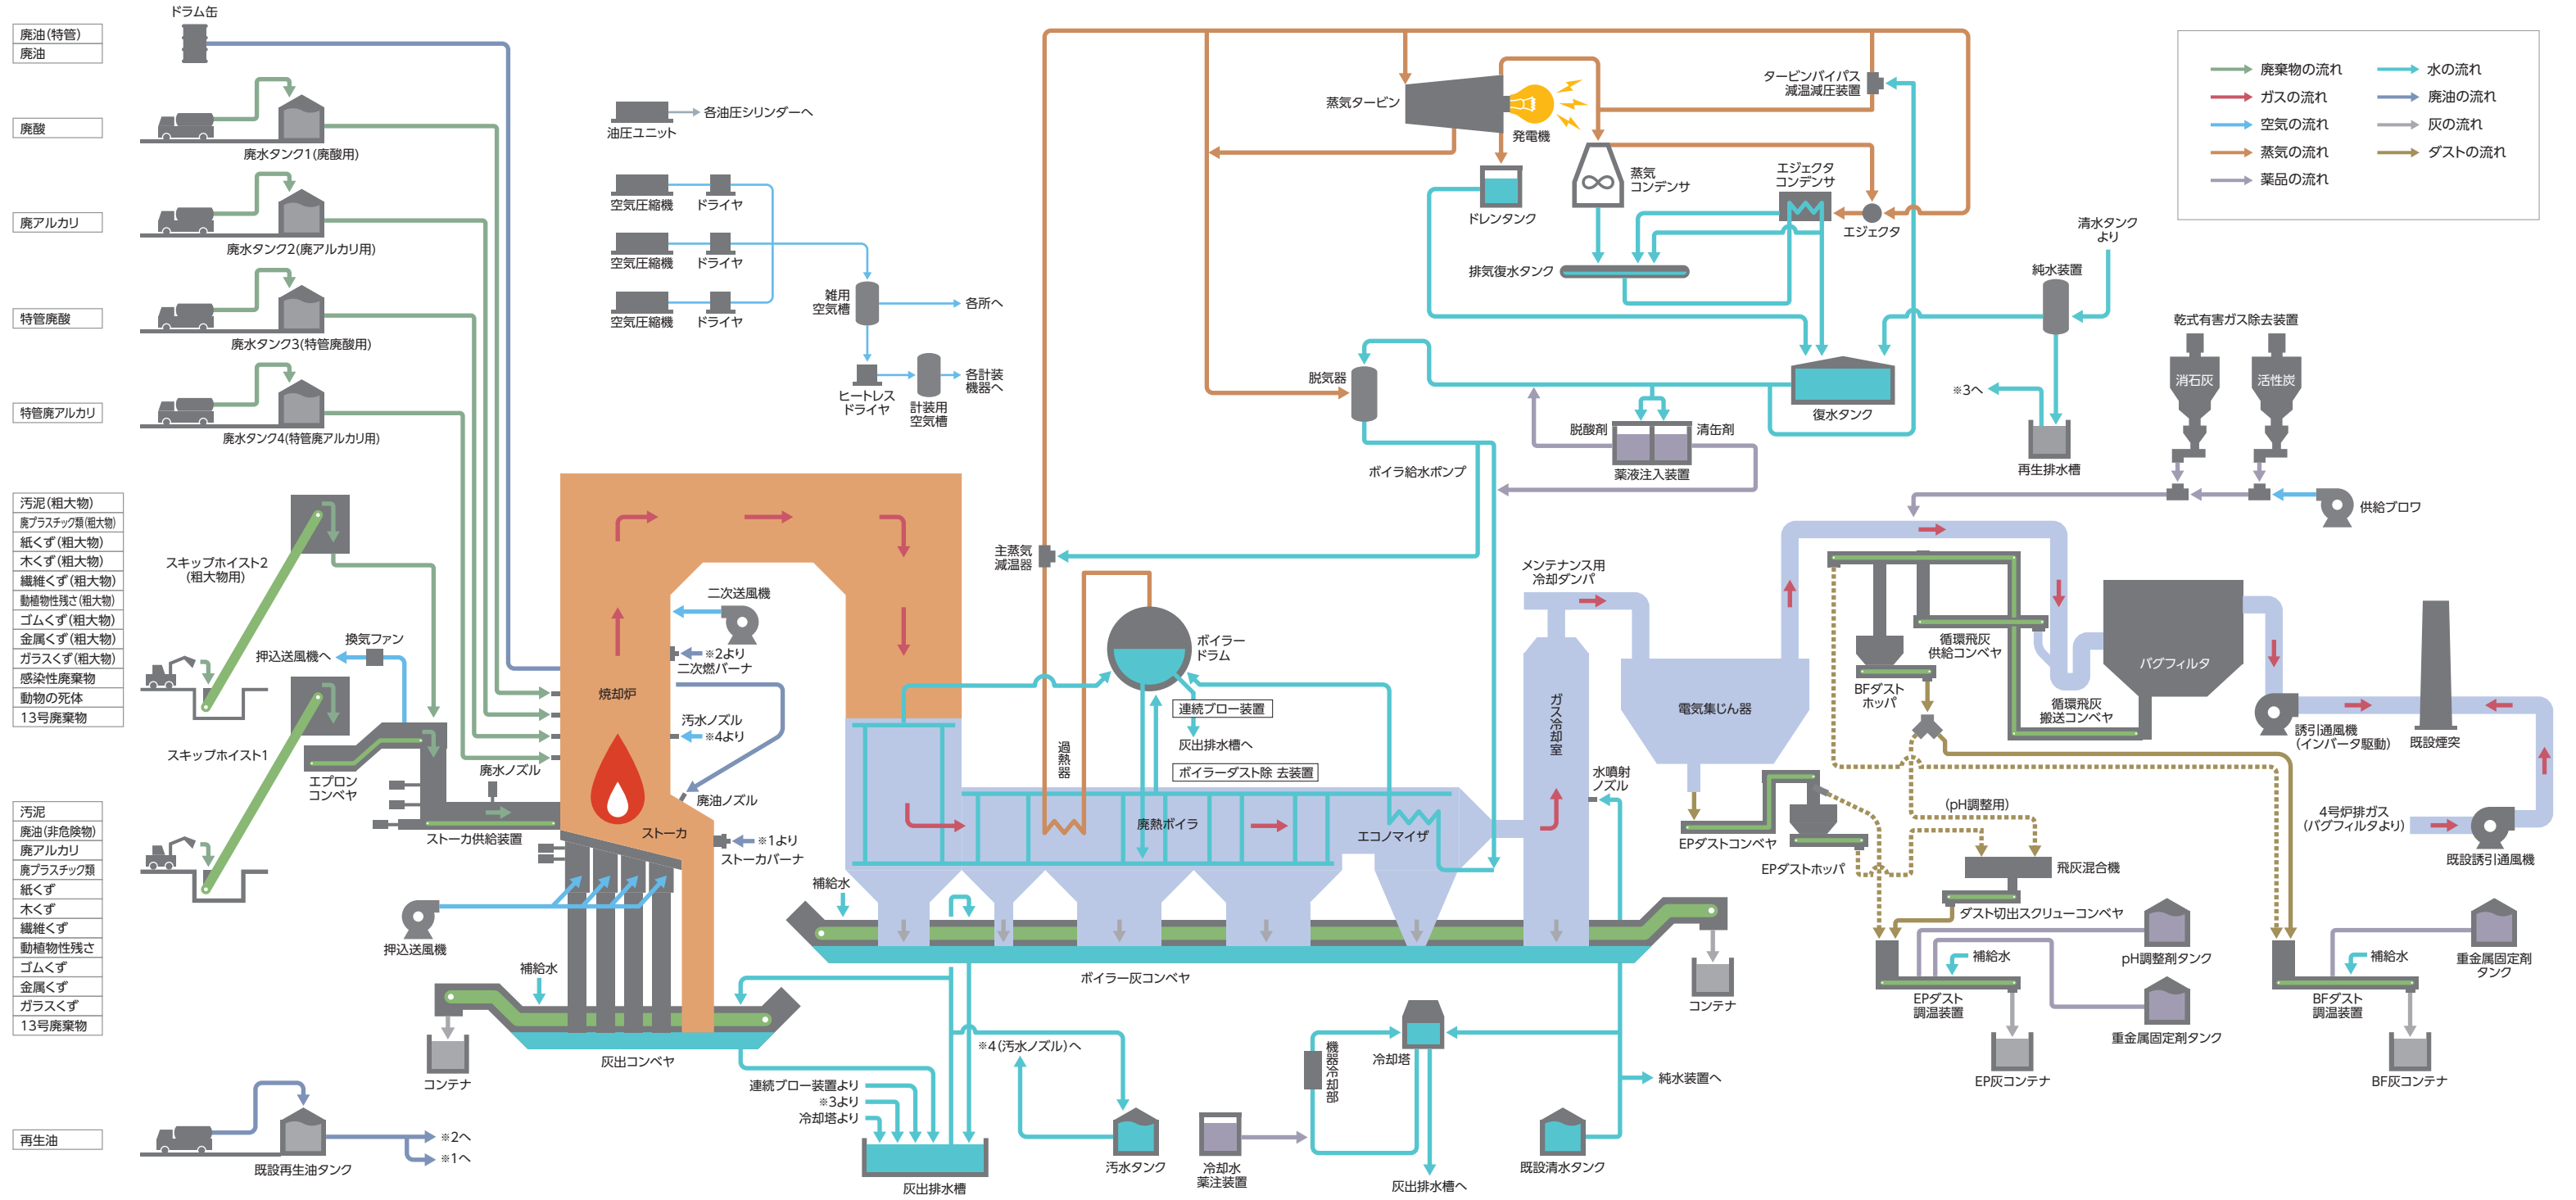 廃油(特管)
廃油
ドラム缶
廃酸
廃水タンク1(廃酸用)
廃アルカリ
廃水タンク2(廃アルカリ用)
特管廃酸
廃水タンク3(特管廃酸用)
特管廃アルカリ
廃水タンク4(特管廃アルカリ用)
汚泥(粗大物)
廃プラスチック類(粗大物)
紙くず(粗大物)
木くず(粗大物)
繊維くず(粗大物)
動植物性残さ(粗大物)
ゴムくず(粗大物)
金属くず(粗大物)
ガラスくず(粗大物)
感染性廃棄物
動物の死体
13号廃棄物
スキップホイスト2
(粗大物用)
スキップホイスト1
汚泥
廃油(非危険物)
廃アルカリ
廃プラスチック類
紙くず
木くず
繊維くず
動植物性残さ
ゴムくず
金属くず
ガラスくず
13号廃棄物
再生油
既設再生油タンク
※2へ
※1へ
換気ファン
押込送風機へ
エプロン
コンベヤ
廃水ノズル
ストーカ供給装置
押込送風機
補給水
コンテナ
灰出コンベヤ
油圧ユニット
各油圧シリンダーへ
空気圧縮機
ドライヤ
空気圧縮機
ドライヤ
空気圧縮機
ドライヤ
雑用
空気槽
各所へ
ヒートレス
ドライヤ
計装用
空気槽
各計装
機器へ
焼却炉
二次送風機
※2より
二次燃バーナ
汚水ノズル
※4より
廃油ノズル
ストーカ
※1より
ストーカバーナ
主蒸気
減温器
過熱器
ボイラー
ドラム
連続ブロー装置
灰出排水槽へ
ボイラーダスト除 去装置
廃熱ボイラ
エコノマイザ
補給水
ボイラー灰コンベヤ
コンテナ
連続ブロー装置より
※3より
冷却塔より
灰出排水槽
※4(汚水ノズル)へ
汚水タンク
冷却水
薬注装置
機器冷却部
冷却塔
灰出排水槽へ
既設清水タンク
純水装置へ
蒸気タービン
発電機
ドレンタンク
蒸気
コンデンサ
タービンバイパス
減温減圧装置
エジェクタ
コンデンサ
エジェクタ
排気復水タンク
脱気器
復水タンク
脱酸剤
清缶剤
薬液注入装置
ボイラ給水ポンプ
清水タンク
より
純水装置
※3へ
再生排水槽
廃棄物の流れ
ガスの流れ
空気の流れ
蒸気の流れ
薬品の流れ
水の流れ
廃油の流れ
灰の流れ
ダストの流れ
乾式有害ガス除去装置
消石灰
活性炭
供給ブロワ
メンテナンス用
冷却ダンパ
ガス冷却室
水噴射
ノズル
電気集じん器
EPダストコンベヤ
EPダストホッパ
BFダスト
ホッパ
循環飛灰
供給コンベヤ
循環飛灰
搬送コンベヤ
バグフィルタ
誘引通風機
(インバータ駆動)
既設煙突
4号炉排ガス
(バグフィルタより)
既設誘引通風機
(pH調整用)
飛灰混合機
ダスト切出スクリューコンベヤ
補給水
pH調整剤タンク
EPダスト
調温装置
重金属固定剤タンク
EP灰コンテナ
補給水
重金属固定剤
タンク
BFダスト
調温装置
BF灰コンテナ